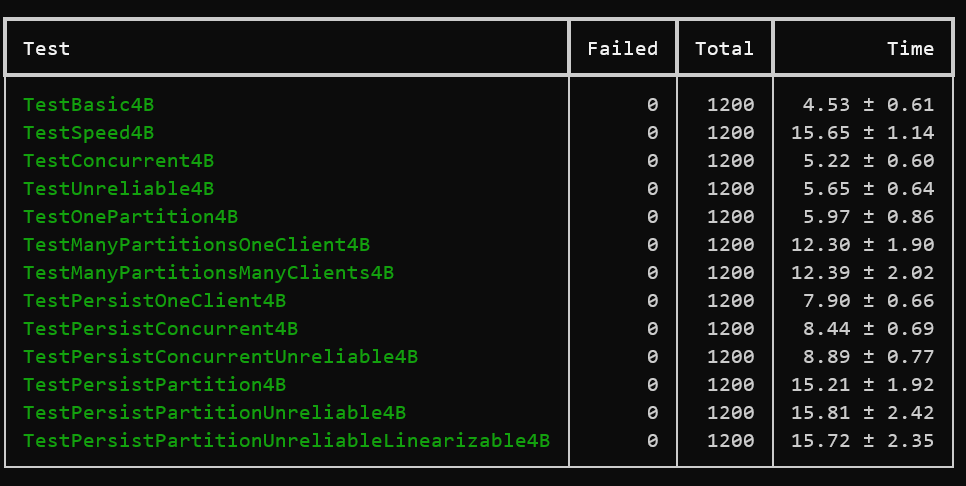 Test Failed Total Time
TestBasic4B 0 1200 4.53 ± 0.61
TestSpeed4B 0 1200 15.65 ± 1.14
TestConcurrent4B 0 1200 5.22 ± 0.60
TestUnreliable4B 0 1200 5.65 ± 0.64
TestOnePartition4B 0 1200 5.97 ± 0.86
TestManyPartitionsOneClient4B 0 1200 12.30 ± 1.90
TestManyPartitionsManyClients4B 0 1200 12.39 ± 2.02
TestPersistOneClient4B 0 1200 7.90 ± 0.66
TestPersistConcurrent4B 0 1200 8.44 ± 0.69
TestPersistConcurrentUnreliable4B 0 1200 8.89 ± 0.77
TestPersistPartition4B 0 1200 15.21 ± 1.92
TestPersistPartitionUnreliable4B 0 1200 15.81 ± 2.42
TestPersistPartitionUnreliableLinearizable4B 0 1200 15.72 ± 2.35